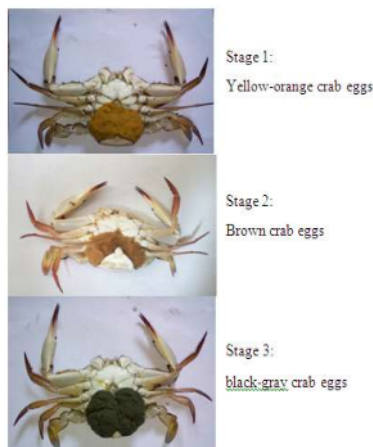 Stage 1:
Yellow-orange crab eggs
Stage 2:
Brown crab eggs
Stage 3:
black-gray crab eggs